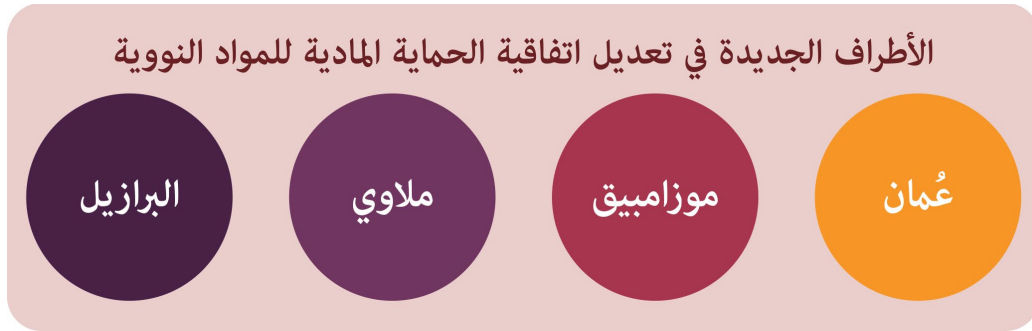 الأطراف الجديدة في تعديل اتفاقية الحماية المادية للمواد النووية
عُمان
موزامبيق
ملاوي
البرازيل